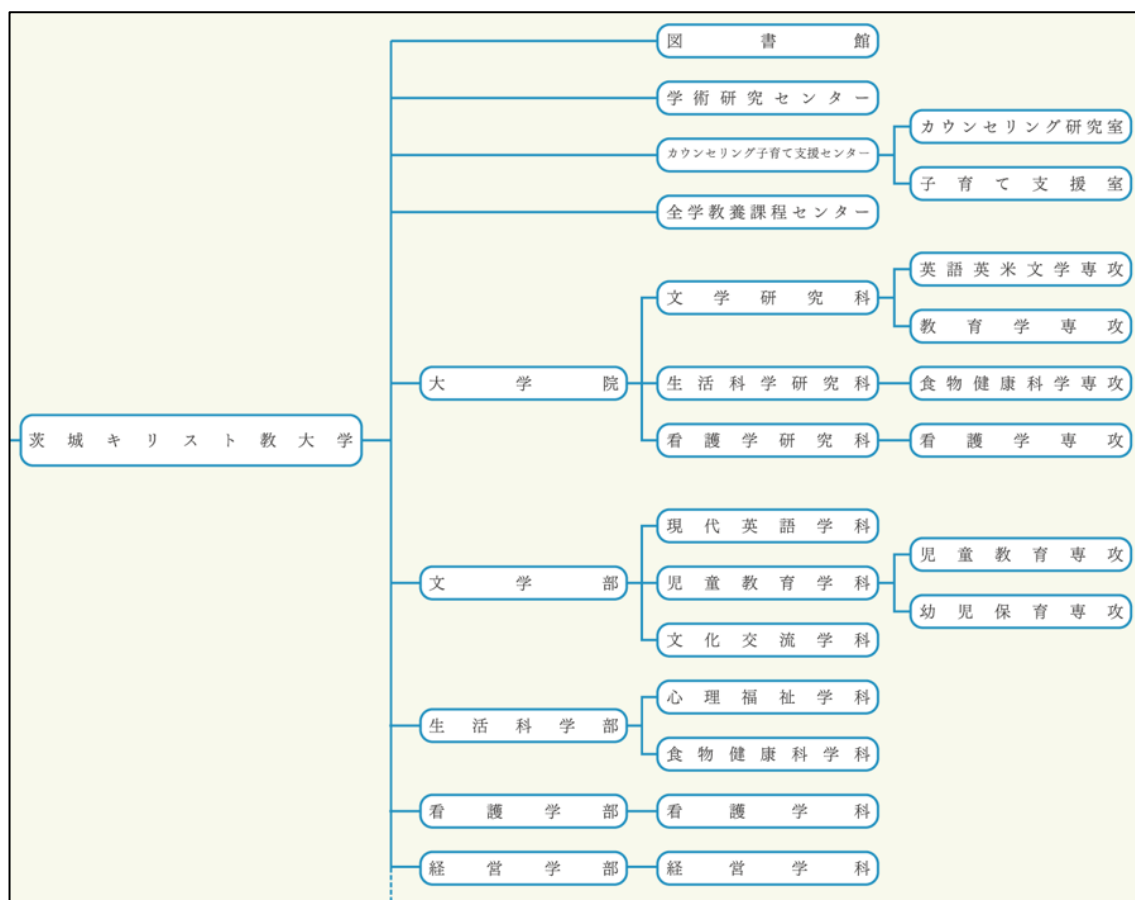 図書館
学術研究センター
カウンセリング子育て支援センター
カウンセリング研究室
子育て支援室
全学教養課程センター
茨城キリスト教大学
大学院
文学研究科
英語英米文学専攻
教育学専攻
生活科学研究科
食物健康科学専攻
看護学研究科
看護学専攻
文学部
現代英語学科
児童教育学科
児童教育専攻
幼児保育専攻
文化交流学科
生活科学部
心理福祉学科
食物健康科学科
看護学部
看護学科
経営学部
経営学科